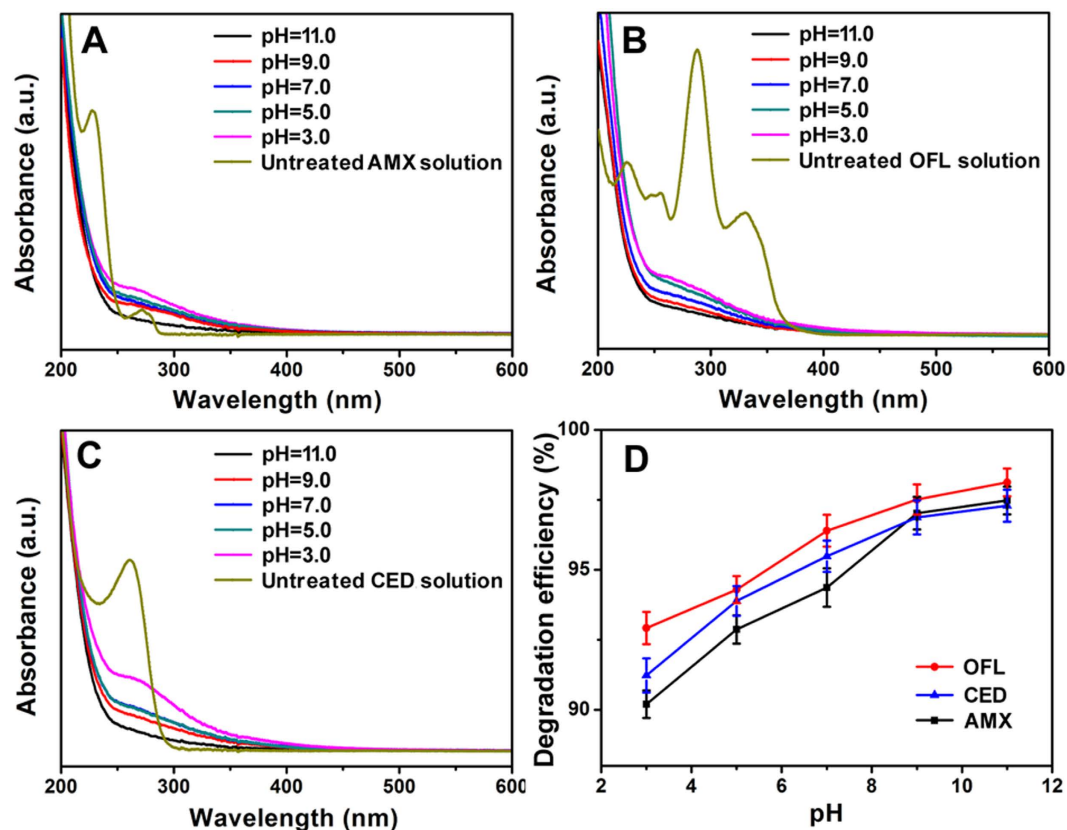 A
pH=11.0
pH=9.0
pH=7.0
pH=5.0
pH=3.0
Untreated AMX solution
Absorbance (a.u.)
200 300 400 500 600
Wavelength (nm)
B
pH=11.0
pH=9.0
pH=7.0
pH=5.0
pH=3.0
Untreated OFL solution
Absorbance (a.u.)
200 300 400 500 600
Wavelength (nm)
C
pH=11.0
pH=9.0
pH=7.0
pH=5.0
pH=3.0
Untreated CED solution
Absorbance (a.u.)
200 300 400 500 600
Wavelength (nm)
D
Degradation efficiency (%)
100
95
90
OFL
CED
AMX
2 4 6 8 10 12
pH